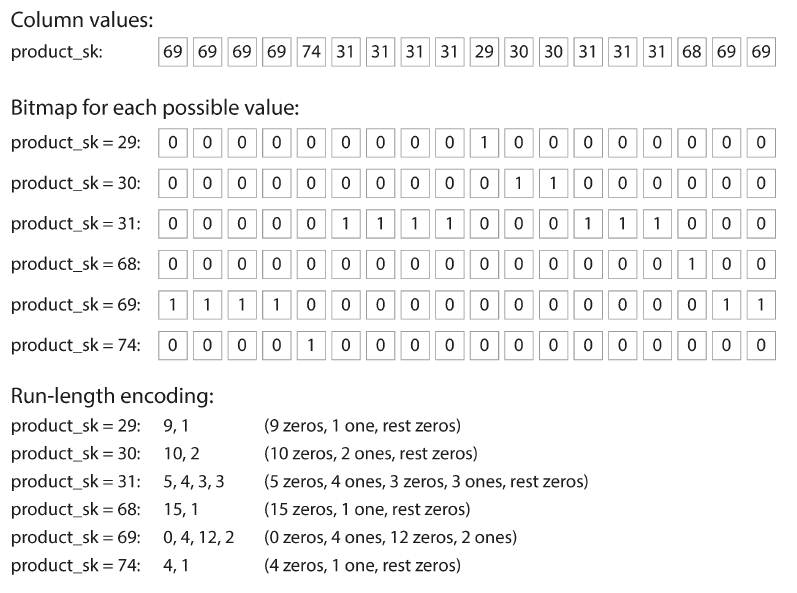 Column values:
product_sk: 69 69 69 69 74 31 31 31 31 29 30 30 31 31 31 68 69 69
Bitmap for each possible value:
product_sk = 29: 0 0 0 0 0 0 0 0 0 1 0 0 0 0 0 0 0 0
product_sk = 30: 0 0 0 0 0 0 0 0 0 0 1 1 0 0 0 0 0 0
product_sk = 31: 0 0 0 0 0 1 1 1 1 0 0 0 1 1 1 0 0 0
product_sk = 68: 0 0 0 0 0 0 0 0 0 0 0 0 0 0 0 1 0 0
product_sk = 69: 1 1 1 1 0 0 0 0 0 0 0 0 0 0 0 0 1 1
product_sk = 74: 0 0 0 0 1 0 0 0 0 0 0 0 0 0 0 0 0 0
Run-length encoding:
product_sk = 29: 9, 1 (9 zeros, 1 one, rest zeros)
product_sk = 30: 10, 2 (10 zeros, 2 ones, rest zeros)
product_sk = 31: 5, 4, 3, 3 (5 zeros, 4 ones, 3 zeros, 3 ones, rest zeros)
product_sk = 68: 15, 1 (15 zeros, 1 one, rest zeros)
product_sk = 69: 0, 4, 12, 2 (0 zeros, 4 ones, 12 zeros, 2 ones)
product_sk = 74: 4, 1 (4 zeros, 1 one, rest zeros)